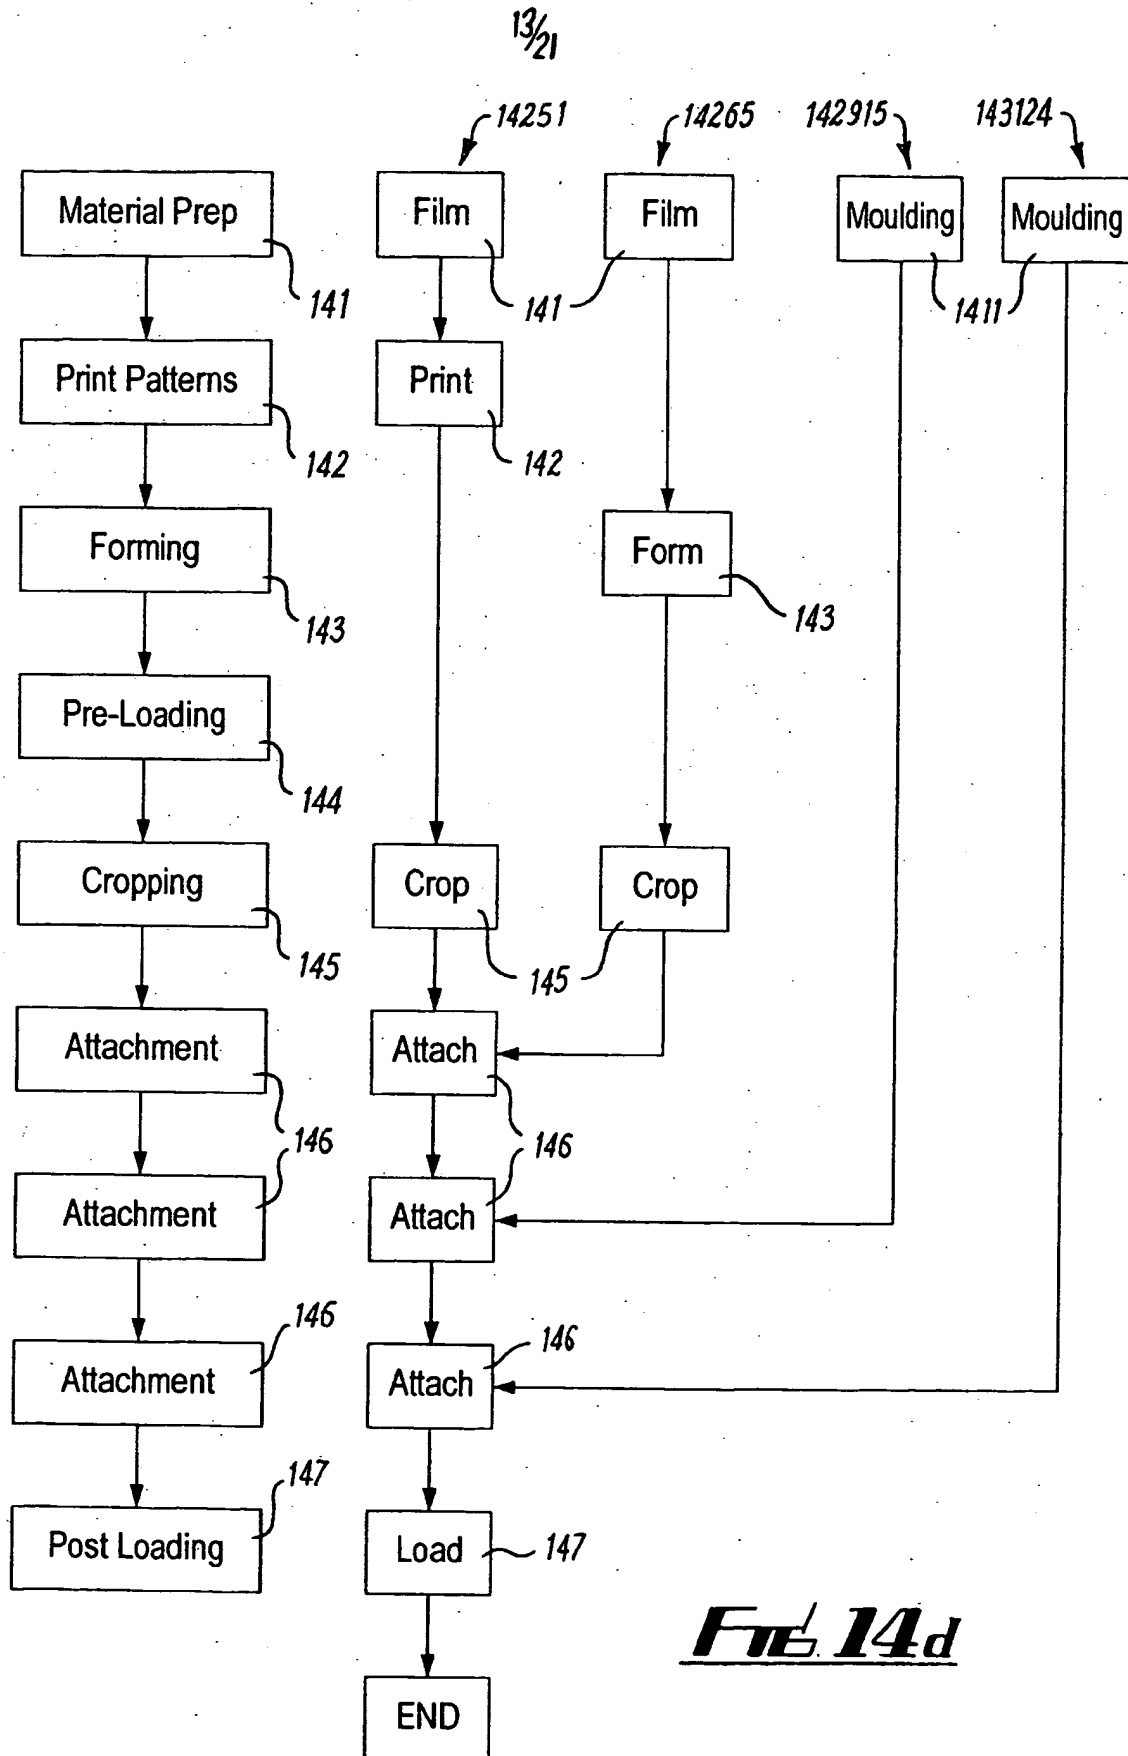 13/21
14251
14265
142915
143124
Material Prep
Film
Film
Moulding
Moulding
141
141
1411
Print Patterns
Print
142
142
Forming
Form
143
143
Pre-Loading
144
Cropping
Crop
Crop
145
145
Attachment
Attach
146
146
Attachment
Attach
146
146
Attachment
Attach
147
147
Post Loading
Load
END
FIG. 14d